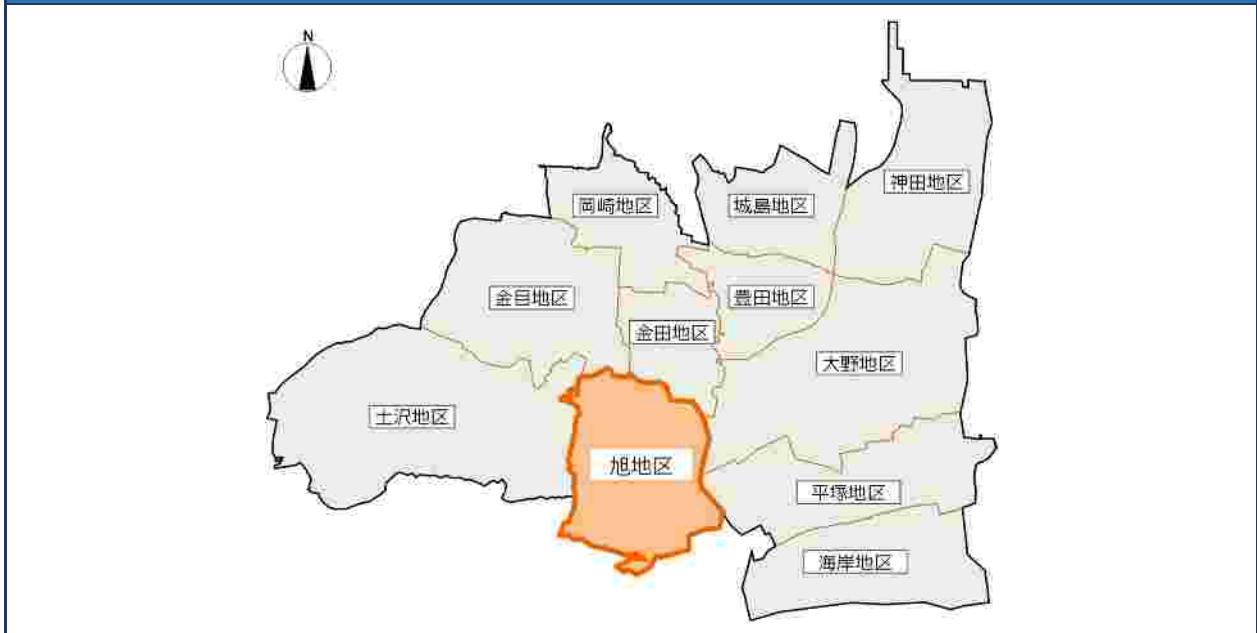 N
神田地区
岡崎地区
城島地区
金目地区
豊田地区
金田地区
大野地区
土沢地区
旭地区
平塚地区
海岸地区